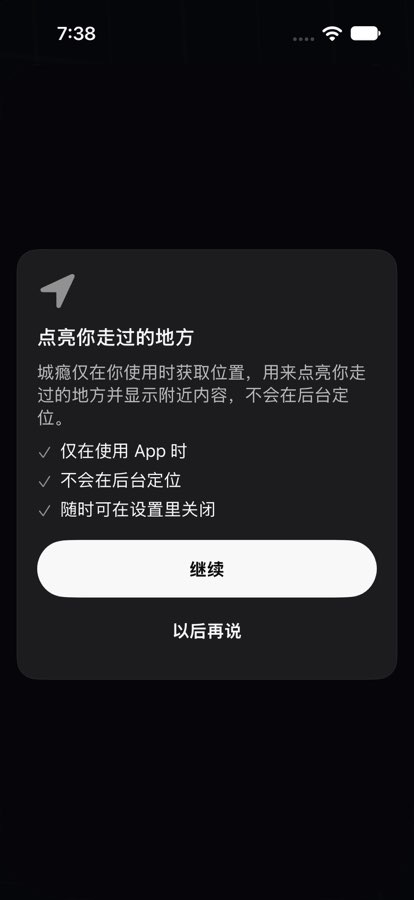 7:38
点亮你走过的地方
城瘾仅在你使用时获取位置，用来点亮你走
过的地方并显示附近内容，不会在后台定
位。
仅在使用 App 时
不会在后台定位
随时可在设置里关闭
继续
以后再说